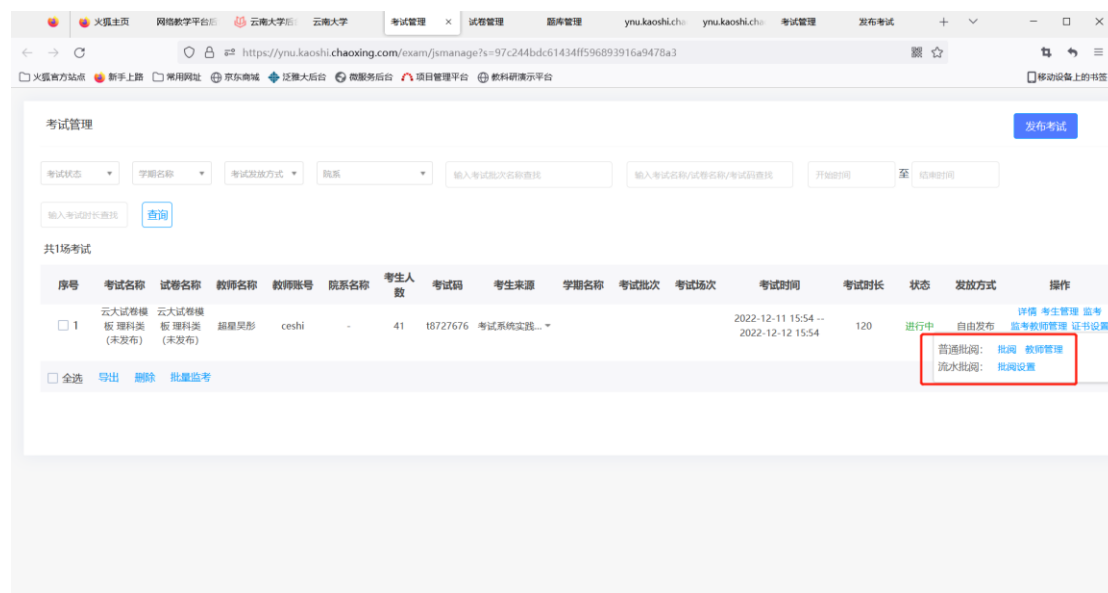 火狐主页 网络教学平台后 云南大学后 云南大学 考试管理 × 试卷管理 题库管理 ynu.kaoshi.cha ynu.kaoshi.cha 考试管理 发布考试
https://ynu.kaoshi.chaoxing.com/exam/jsmanage?s=97c244bdc61434ff596893916a9478a3
火狐官方站点 新手上路 常用网址 京东商城 泛雅大后台 微服务后台 项目管理平台 教科研演示平台 移动设备上的书签
考试管理 发布考试
考试状态 学期名称 考试发放方式 院系 输入考试批次名称查找 输入考试名称/试卷名称/考试码查找 开始时间 至 结束时间
输入考试时长查找 查询
共1场考试
序号 考试名称 试卷名称 教师名称 教师账号 院系名称 考生人数 考试码 考生来源 学期名称 考试批次 考试场次 考试时间 考试时长 状态 发放方式 操作
1 云大试卷模板 理科类(未发布) 云大试卷模板 理科类(未发布) 超星吴彤 ceshi - 41 t8727676 考试系统实践... 2022-12-11 15:54 -- 2022-12-12 15:54 120 进行中 自由发布 详情 考生管理 监考 监考教师管理 证书设置
普通批阅: 批阅 教师管理
流水批阅: 批阅设置
全选 导出 删除 批量监考